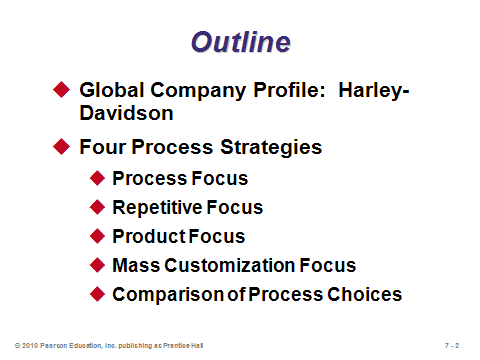 Outline
Global Company Profile: Harley-
Davidson
Four Process Strategies
Process Focus
Repetitive Focus
Product Focus
Mass Customization Focus
Comparison of Process Choices
© 2010 Pearson Education, Inc. publishing as Prentice Hall
7 - 2